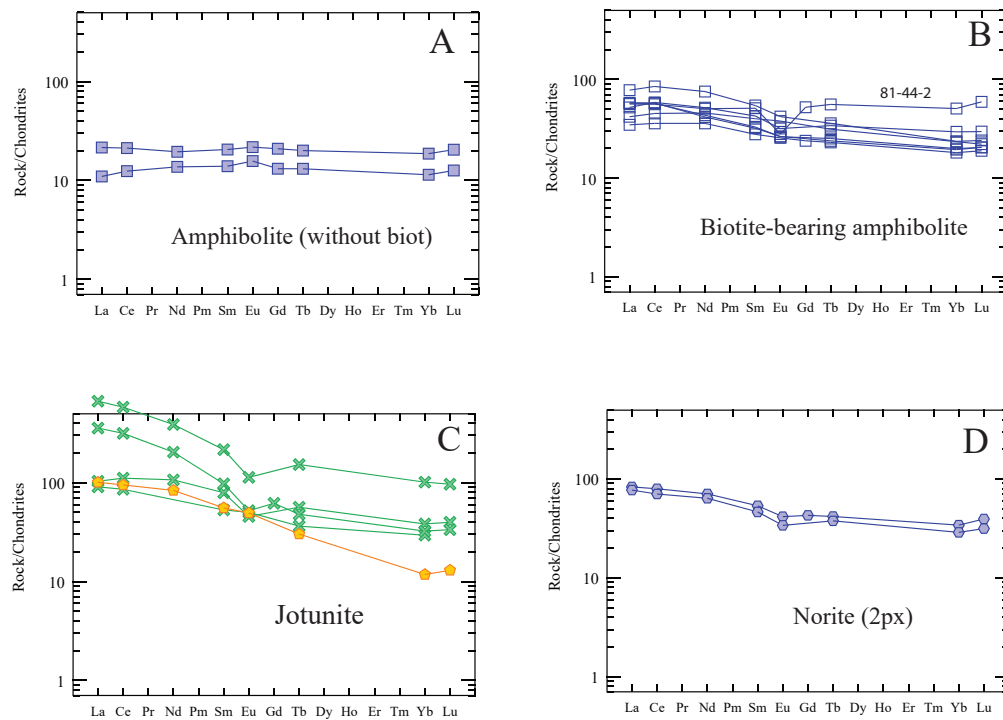 A
100
10
1
Rock/Chondrites
Amphibolite (without biot)
La Ce Pr Nd Pm Sm Eu Gd Tb Dy Ho Er Tm Yb Lu
B
100
10
1
Rock/Chondrites
81-44-2
Biotite-bearing amphibolite
La Ce Pr Nd Pm Sm Eu Gd Tb Dy Ho Er Tm Yb Lu
C
100
10
1
Rock/Chondrites
Jotunite
La Ce Pr Nd Pm Sm Eu Gd Tb Dy Ho Er Tm Yb Lu
D
100
10
1
Rock/Chondrites
Norite (2px)
La Ce Pr Nd Pm Sm Eu Gd Tb Dy Ho Er Tm Yb Lu